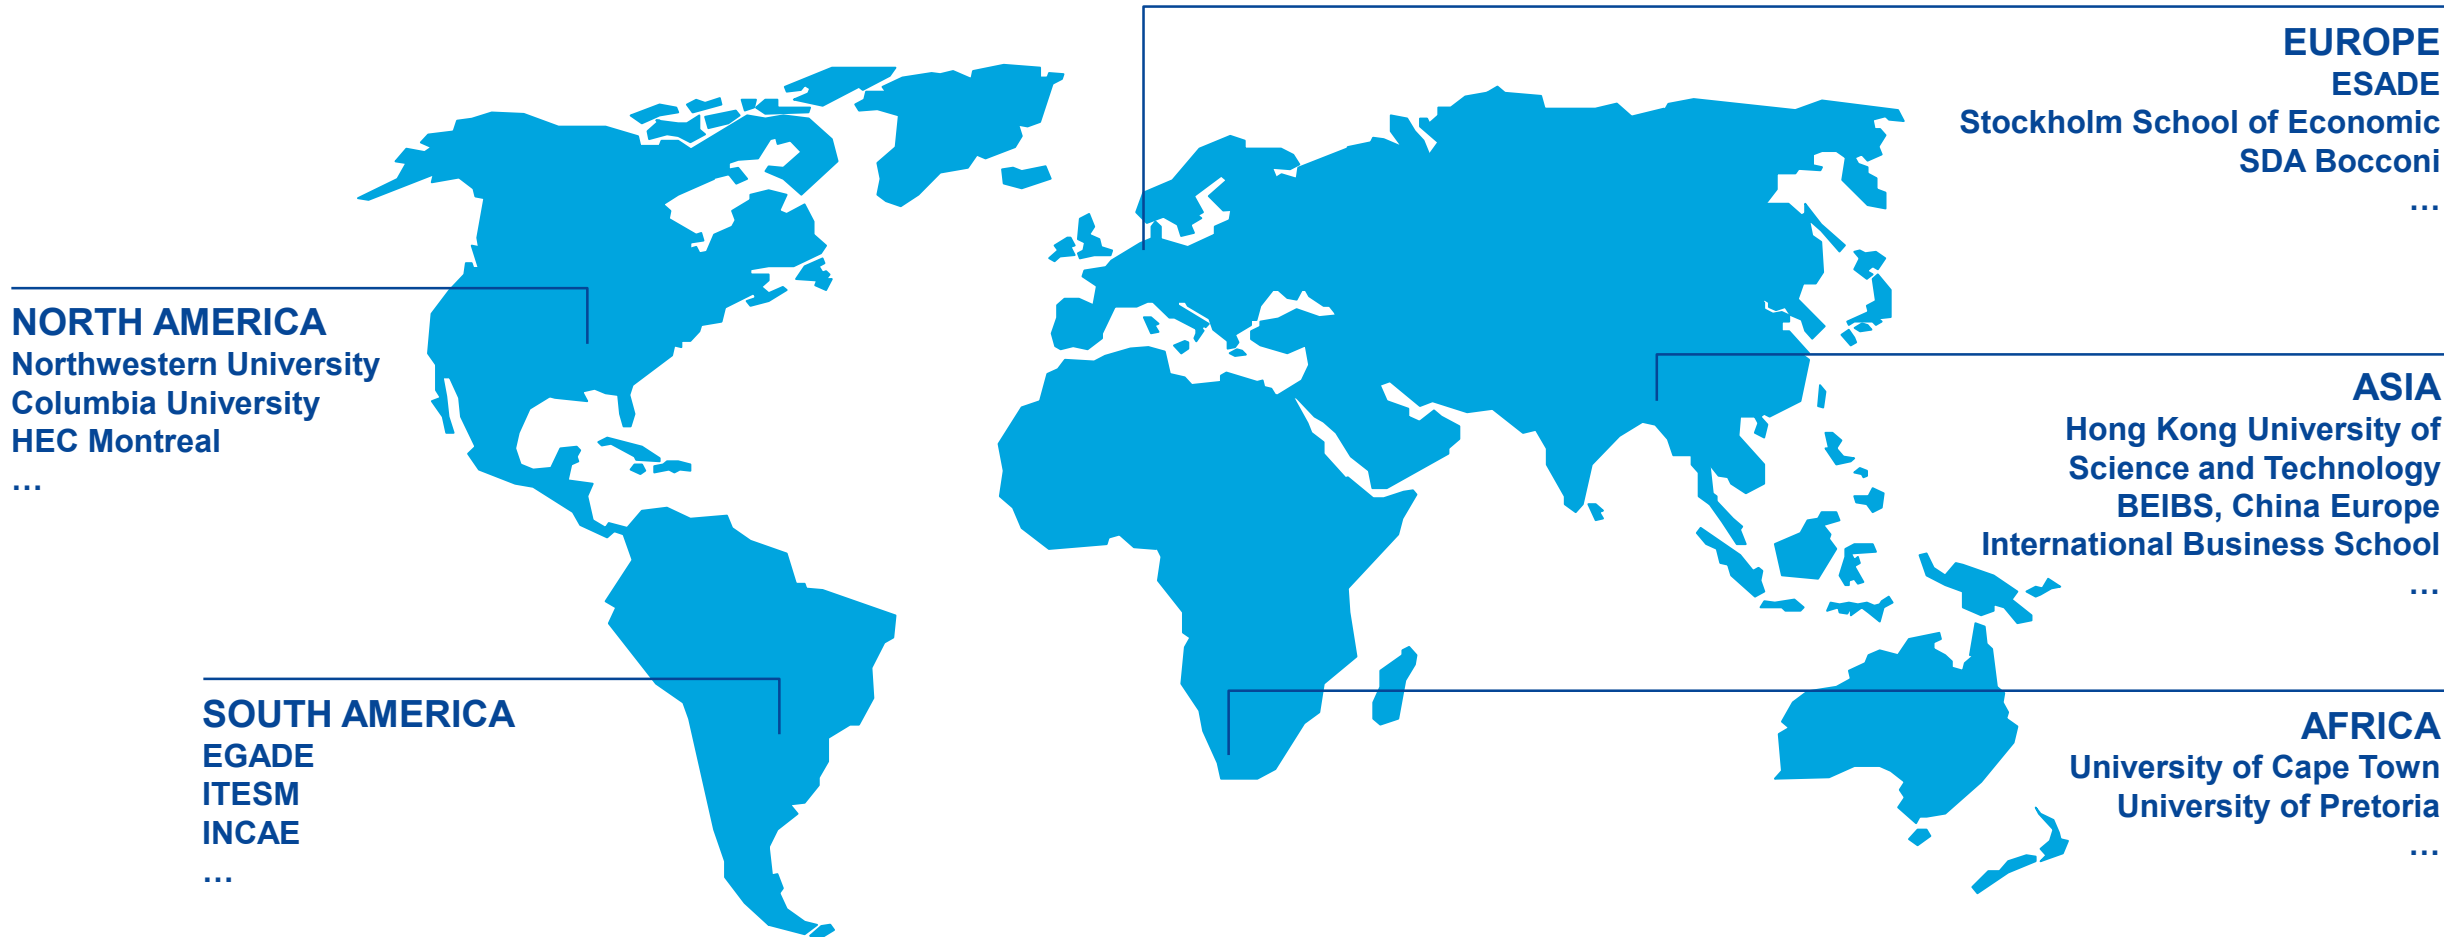 EUROPE
ESADE
Stockholm School of Economic
SDA Bocconi
...
NORTH AMERICA
Northwestern University
Columbia University
HEC Montreal
...
ASIA
Hong Kong University of
Science and Technology
BEIBS, China Europe
International Business School
...
SOUTH AMERICA
EGADE
ITESM
INCAE
...
AFRICA
University of Cape Town
University of Pretoria
...